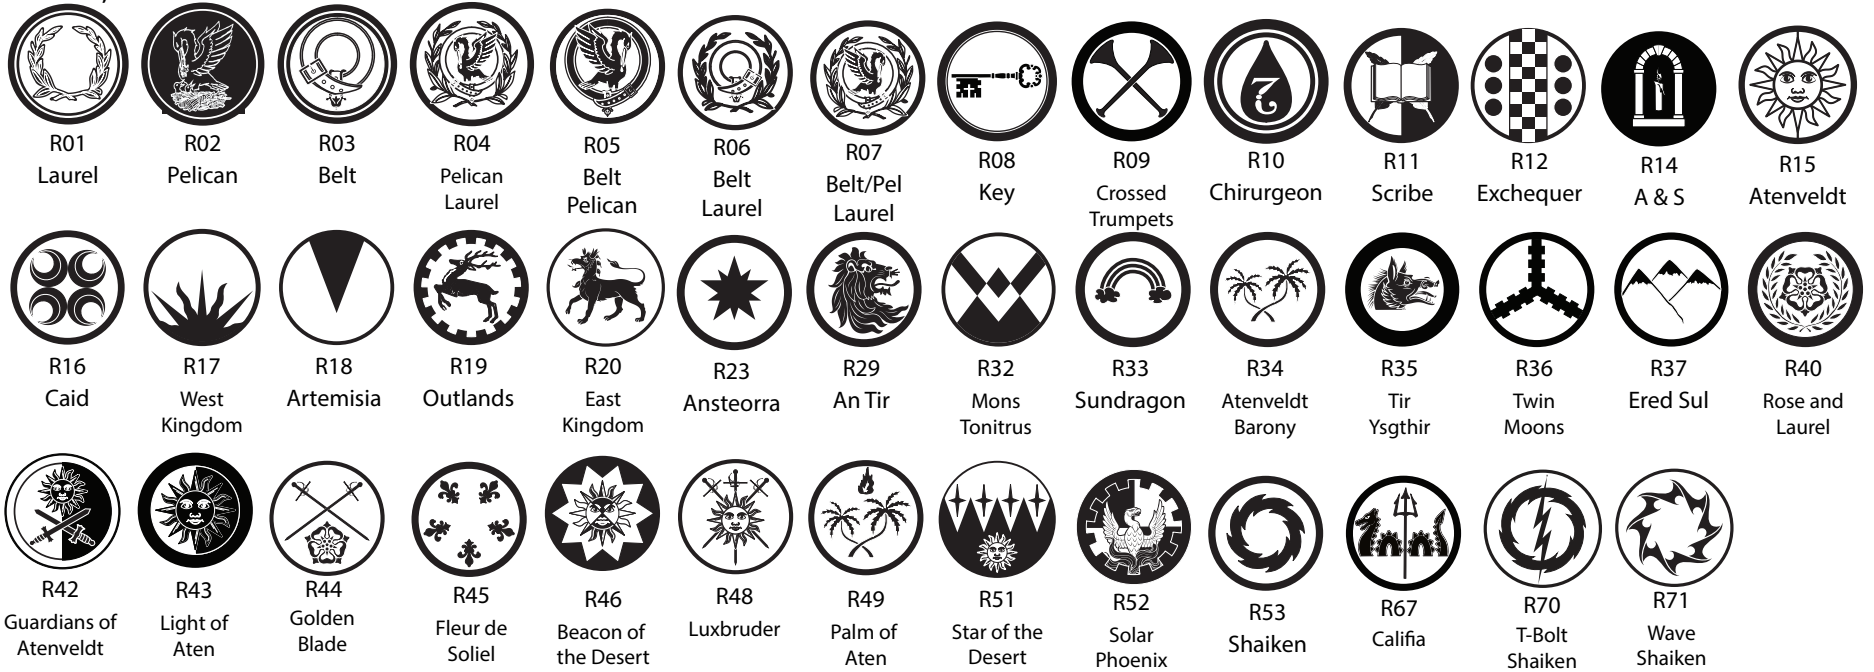 R01
Laurel
R02
Pelican
R03
Belt
R04
Pelican
Laurel
R05
Belt
Pelican
R06
Belt
Laurel
R07
Belt/Pel
Laurel
R08
Key
R09
Crossed
Trumpets
R10
Chirurgeon
R11
Scribe
R12
Exchequer
R14
A & S
R15
Atenveldt
R16
Caid
R17
West
Kingdom
R18
Artemisia
R19
Outlands
R20
East
Kingdom
R23
Ansteorra
R29
An Tir
R32
Mons
Tonitrus
R33
Sundragon
R34
Atenveldt
Barony
R35
Tir
Ysgthir
R36
Twin
Moons
R37
Ered Sul
R40
Rose and
Laurel
R42
Guardians of
Atenveldt
R43
Light of
Aten
R44
Golden
Blade
R45
Fleur de
Soliel
R46
Beacon of
the Desert
R48
Luxbruder
R49
Palm of
Aten
R51
Star of the
Desert
R52
Solar
Phoenix
R53
Shaiken
R67
Califia
R70
T-Bolt
Shaiken
R71
Wave
Shaiken